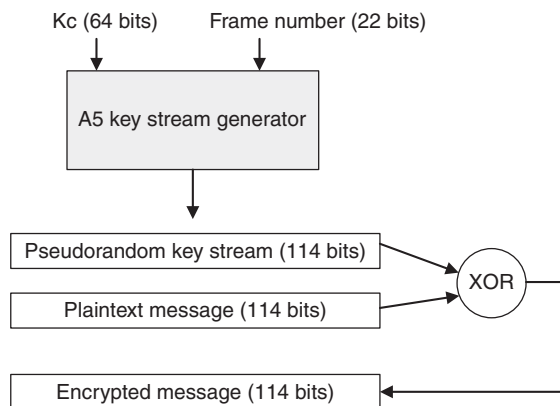 Kc (64 bits)
Frame number (22 bits)
A5 key stream generator
Pseudorandom key stream (114 bits)
XOR
Plaintext message (114 bits)
Encrypted message (114 bits)